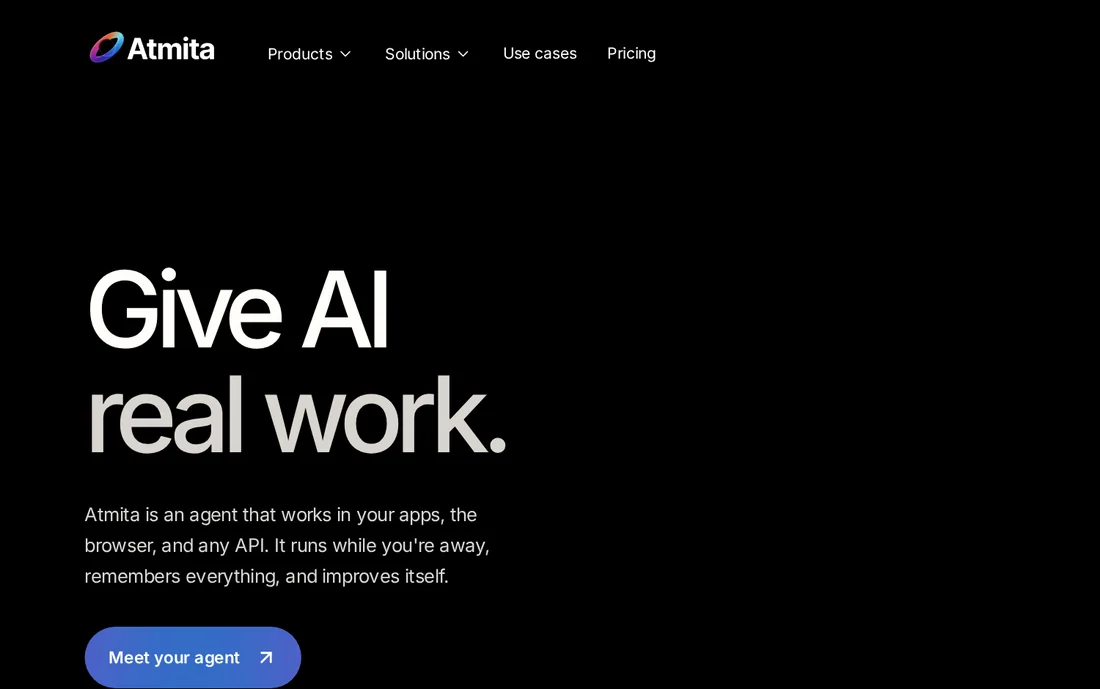 Atmita
Products
Solutions
Use cases
Pricing
Give AI
real work.
Atmita is an agent that works in your apps, the
browser, and any API. It runs while you're away,
remembers everything, and improves itself.
Meet your agent